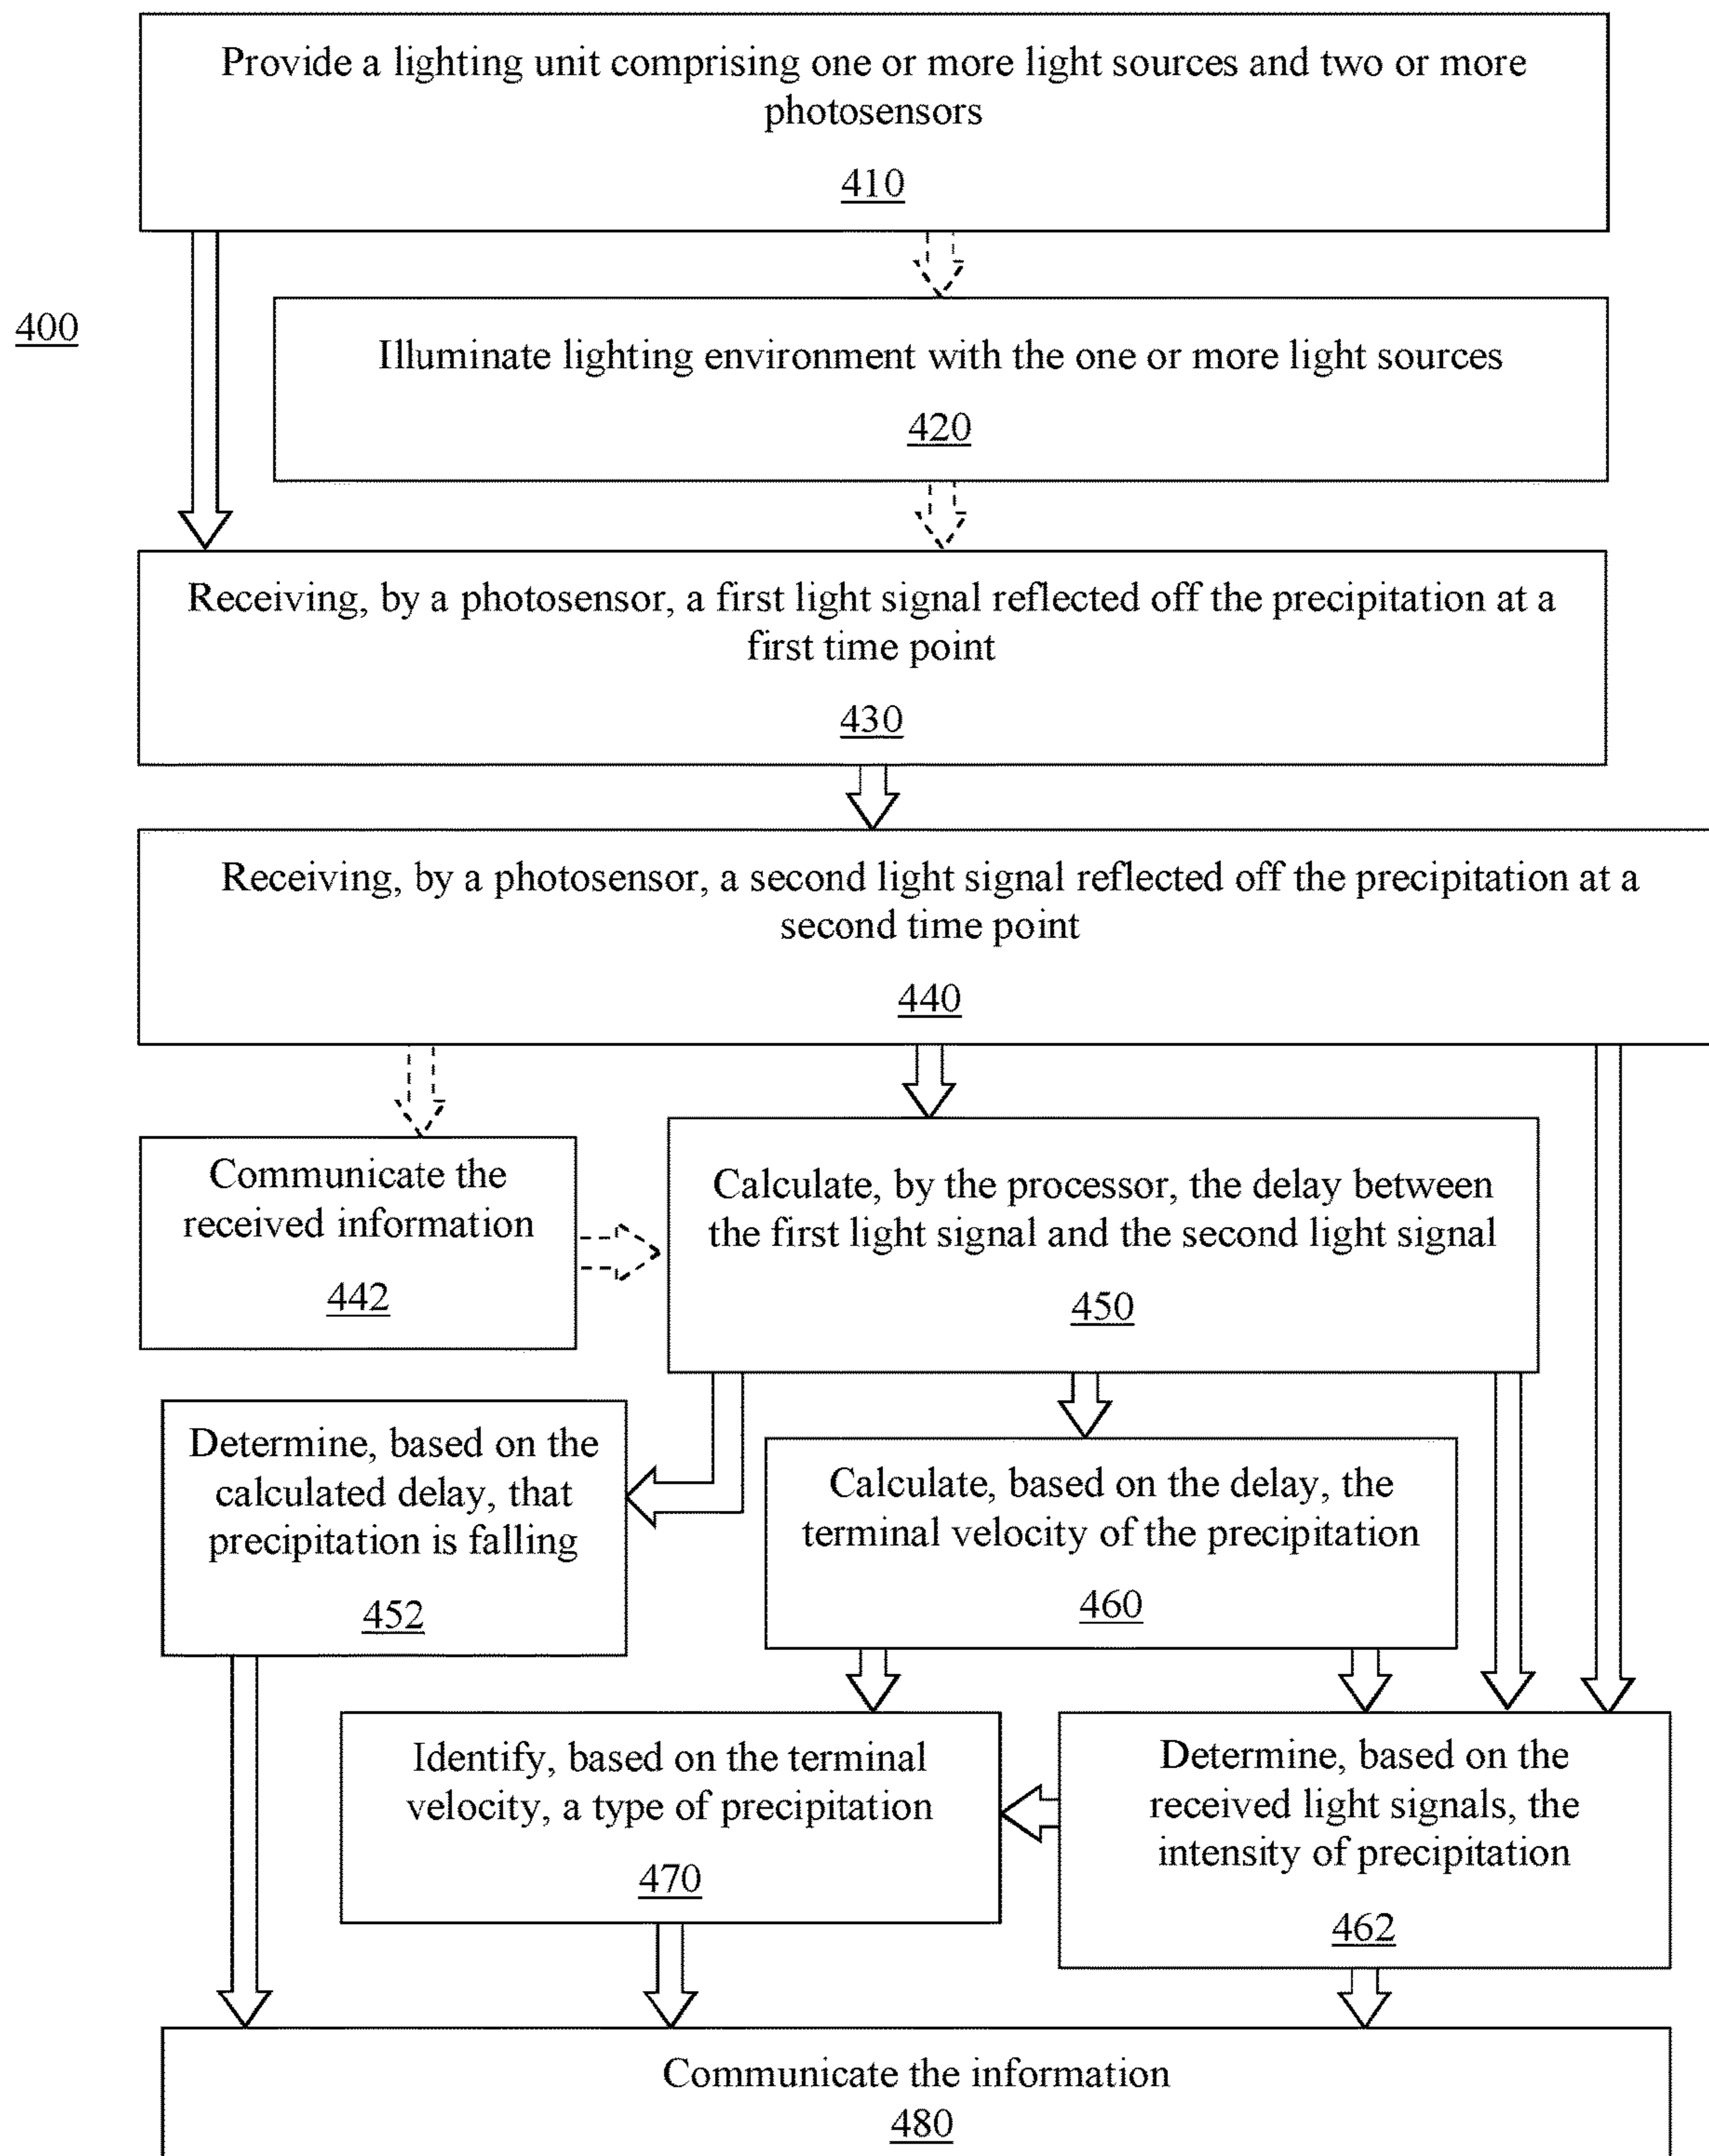 Provide a lighting unit comprising one or more light sources and two or more
photosensors
410
400
Illuminate lighting environment with the one or more light sources
420
Receiving, by a photosensor, a first light signal reflected off the precipitation at a
first time point
430
Receiving, by a photosensor, a second light signal reflected off the precipitation at a
second time point
440
Communicate the
received information
442
Calculate, by the processor, the delay between
the first light signal and the second light signal
450
Determine, based on the
calculated delay, that
precipitation is falling
452
Calculate, based on the delay, the
terminal velocity of the precipitation
460
Identify, based on the terminal
velocity, a type of precipitation
470
Determine, based on the
received light signals, the
intensity of precipitation
462
Communicate the information
480